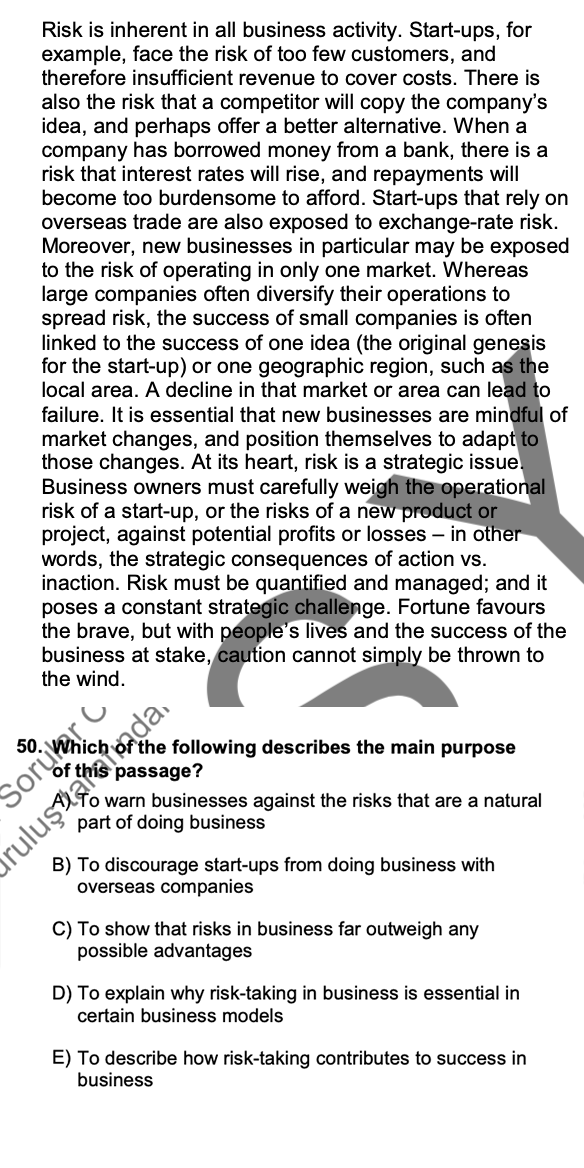 Risk is inherent in all business activity. Start-ups, for
example, face the risk of too few customers, and
therefore insufficient revenue to cover costs. There is
also the risk that a competitor will copy the company's
idea, and perhaps offer a better alternative. When a
company has borrowed money from a bank, there is a
risk that interest rates will rise, and repayments will
become too burdensome to afford. Start-ups that rely on
overseas trade are also exposed to exchange-rate risk.
Moreover, new businesses in particular may be exposed
to the risk of operating in only one market. Whereas
large companies often diversify their operations to
spread risk, the success of small companies is often
linked to the success of one idea (the original genesis
for the start-up) or one geographic region, such as the
local area. A decline in that market or area can lead to
failure. It is essential that new businesses are mindful of
market changes, and position themselves to adapt to
those changes. At its heart, risk is a strategic issue.
Business owners must carefully weigh the operational
risk of a start-up, or the risks of a new product or
project, against potential profits or losses – in other
words, the strategic consequences of action vs.
inaction. Risk must be quantified and managed; and it
poses a constant strategic challenge. Fortune favours
the brave, but with people's lives and the success of the
business at stake, caution cannot simply be thrown to
the wind.
50. Which of the following describes the main purpose
of this passage?
A) To warn businesses against the risks that are a natural
part of doing business
B) To discourage start-ups from doing business with
overseas companies
C) To show that risks in business far outweigh any
possible advantages
D) To explain why risk-taking in business is essential in
certain business models
E) To describe how risk-taking contributes to success in
business
Sorular
tarafından